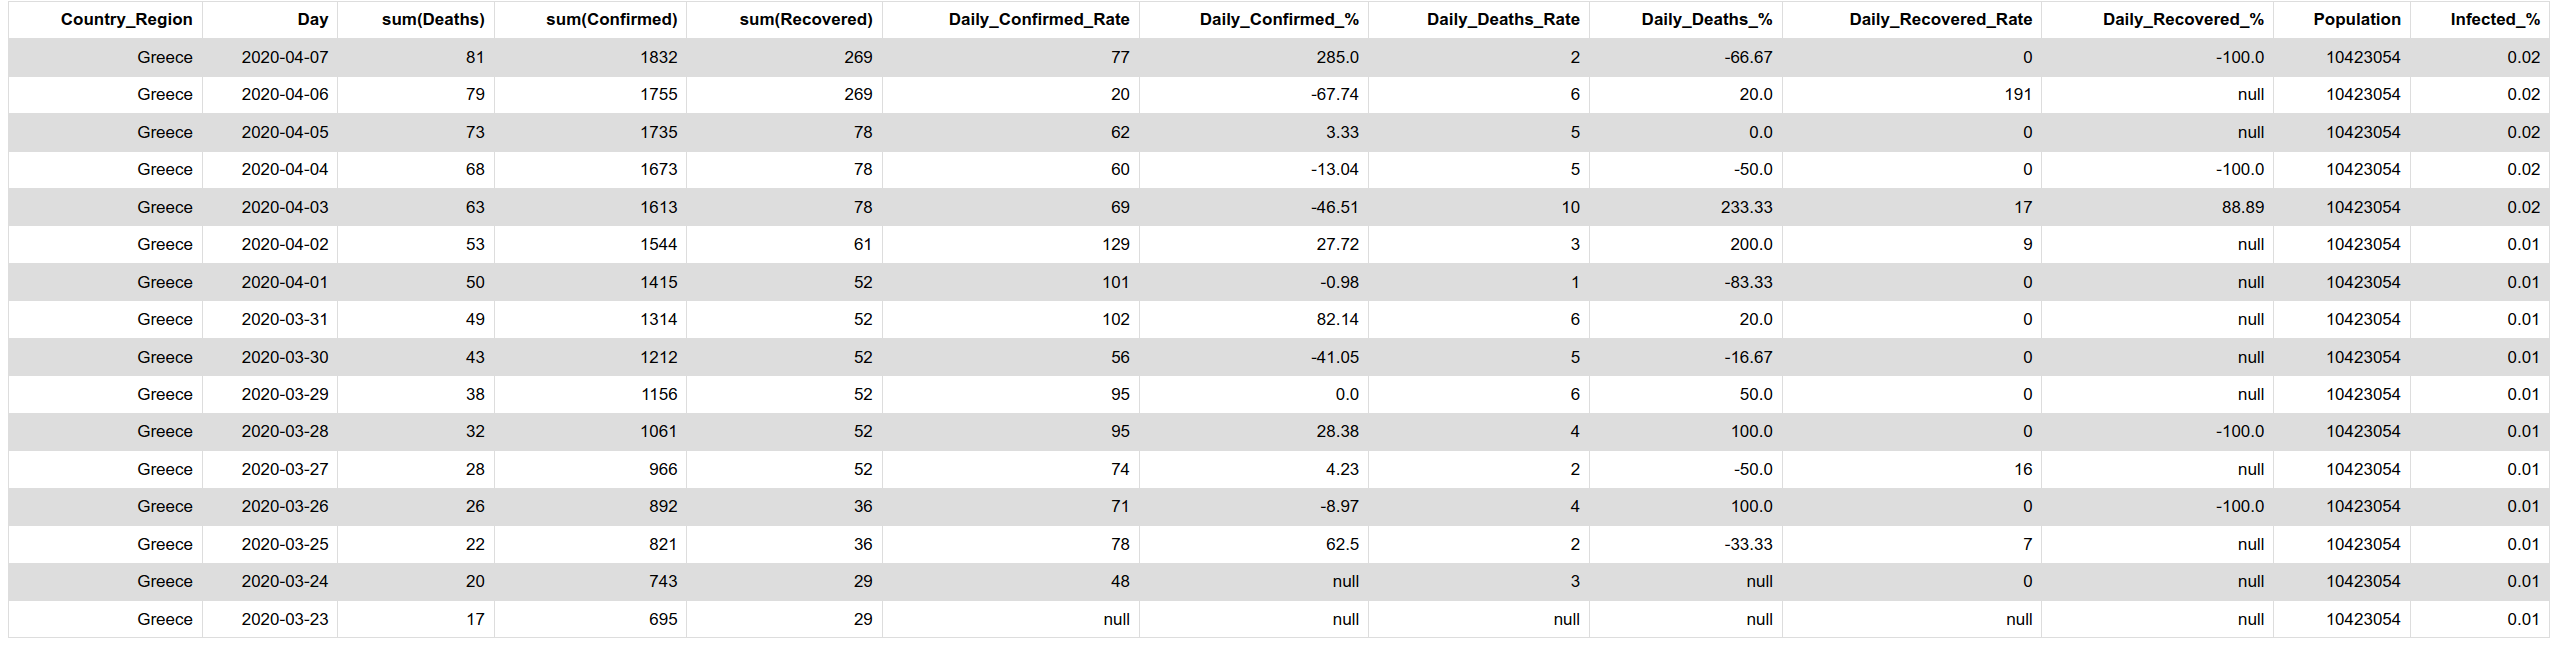 Country_Region Day sum(Deaths) sum(Confirmed) sum(Recovered) Daily_Confirmed_Rate Daily_Confirmed_% Daily_Deaths_Rate Daily_Deaths_% Daily_Recovered_Rate Daily_Recovered_% Population Infected_%
Greece 2020-04-07 81 1832 269 77 285.0 2 -66.67 0 -100.0 10423054 0.02
Greece 2020-04-06 79 1755 269 20 -67.74 6 20.0 191 null 10423054 0.02
Greece 2020-04-05 73 1735 78 62 3.33 5 0.0 0 null 10423054 0.02
Greece 2020-04-04 68 1673 78 60 -13.04 5 -50.0 0 -100.0 10423054 0.02
Greece 2020-04-03 63 1613 78 69 -46.51 10 233.33 17 88.89 10423054 0.02
Greece 2020-04-02 53 1544 61 129 27.72 3 200.0 9 null 10423054 0.01
Greece 2020-04-01 50 1415 52 101 -0.98 1 -83.33 0 null 10423054 0.01
Greece 2020-03-31 49 1314 52 102 82.14 6 20.0 0 null 10423054 0.01
Greece 2020-03-30 43 1212 52 56 -41.05 5 -16.67 0 null 10423054 0.01
Greece 2020-03-29 38 1156 52 95 0.0 6 50.0 0 null 10423054 0.01
Greece 2020-03-28 32 1061 52 95 28.38 4 100.0 0 -100.0 10423054 0.01
Greece 2020-03-27 28 966 52 74 4.23 2 -50.0 16 null 10423054 0.01
Greece 2020-03-26 26 892 36 71 -8.97 4 100.0 0 -100.0 10423054 0.01
Greece 2020-03-25 22 821 36 78 62.5 2 -33.33 7 null 10423054 0.01
Greece 2020-03-24 20 743 29 48 null 3 null 0 null 10423054 0.01
Greece 2020-03-23 17 695 29 null null null null null null 10423054 0.01